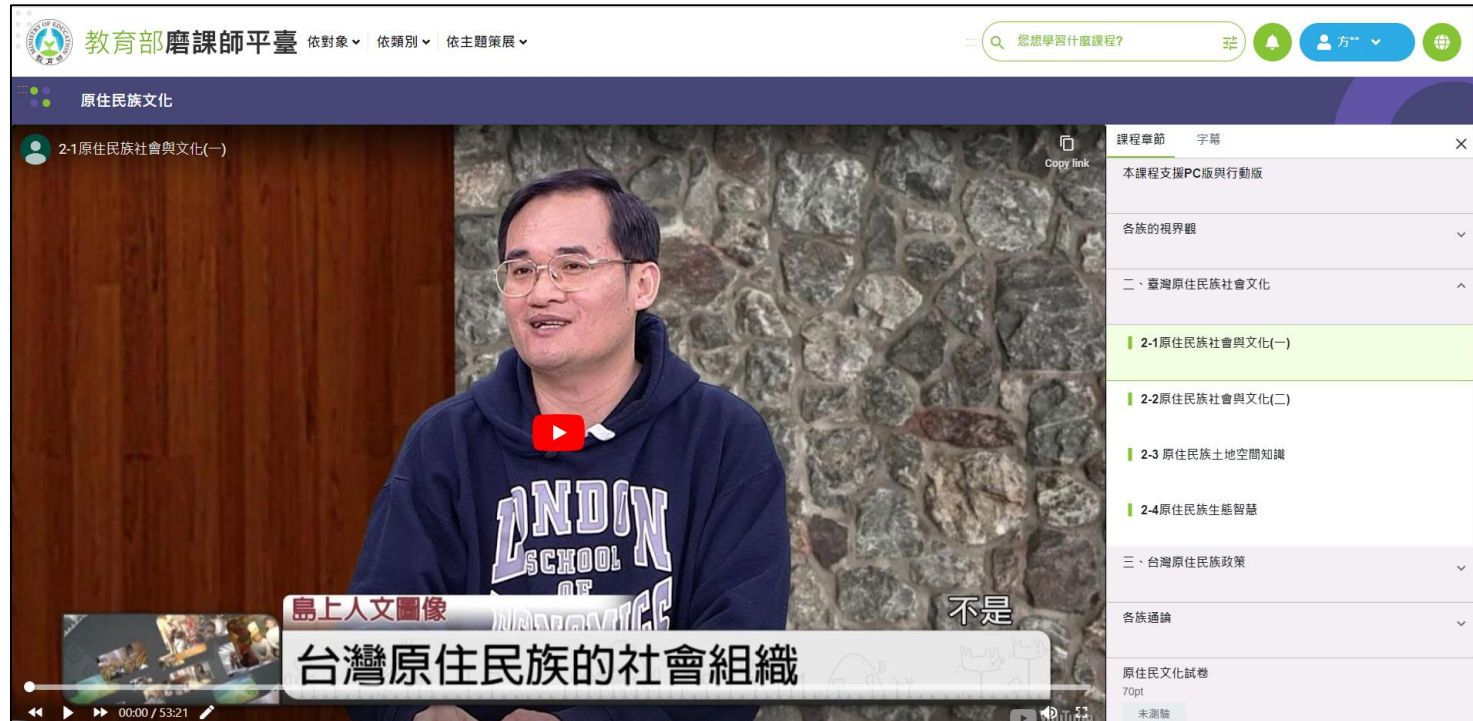 教育部磨課師平臺
依對象
依類別
依主題策展
您想學習什麼課程?
方**
原住民族文化
2-1原住民族社會與文化(一)
Copy link
LONDON
SCHOOL
OF
ECONOMICS
不是
島上人文圖像
台灣原住民族的社會組織
00:00 / 53:21
課程章節
字幕
本課程支援PC版與行動版
各族的視界觀
二、臺灣原住民族社會文化
2-1原住民族社會與文化(一)
2-2原住民族社會與文化(二)
2-3 原住民族土地空間知識
2-4原住民族生態智慧
三、台灣原住民族政策
各族通論
原住民文化試卷
70pt
未測驗